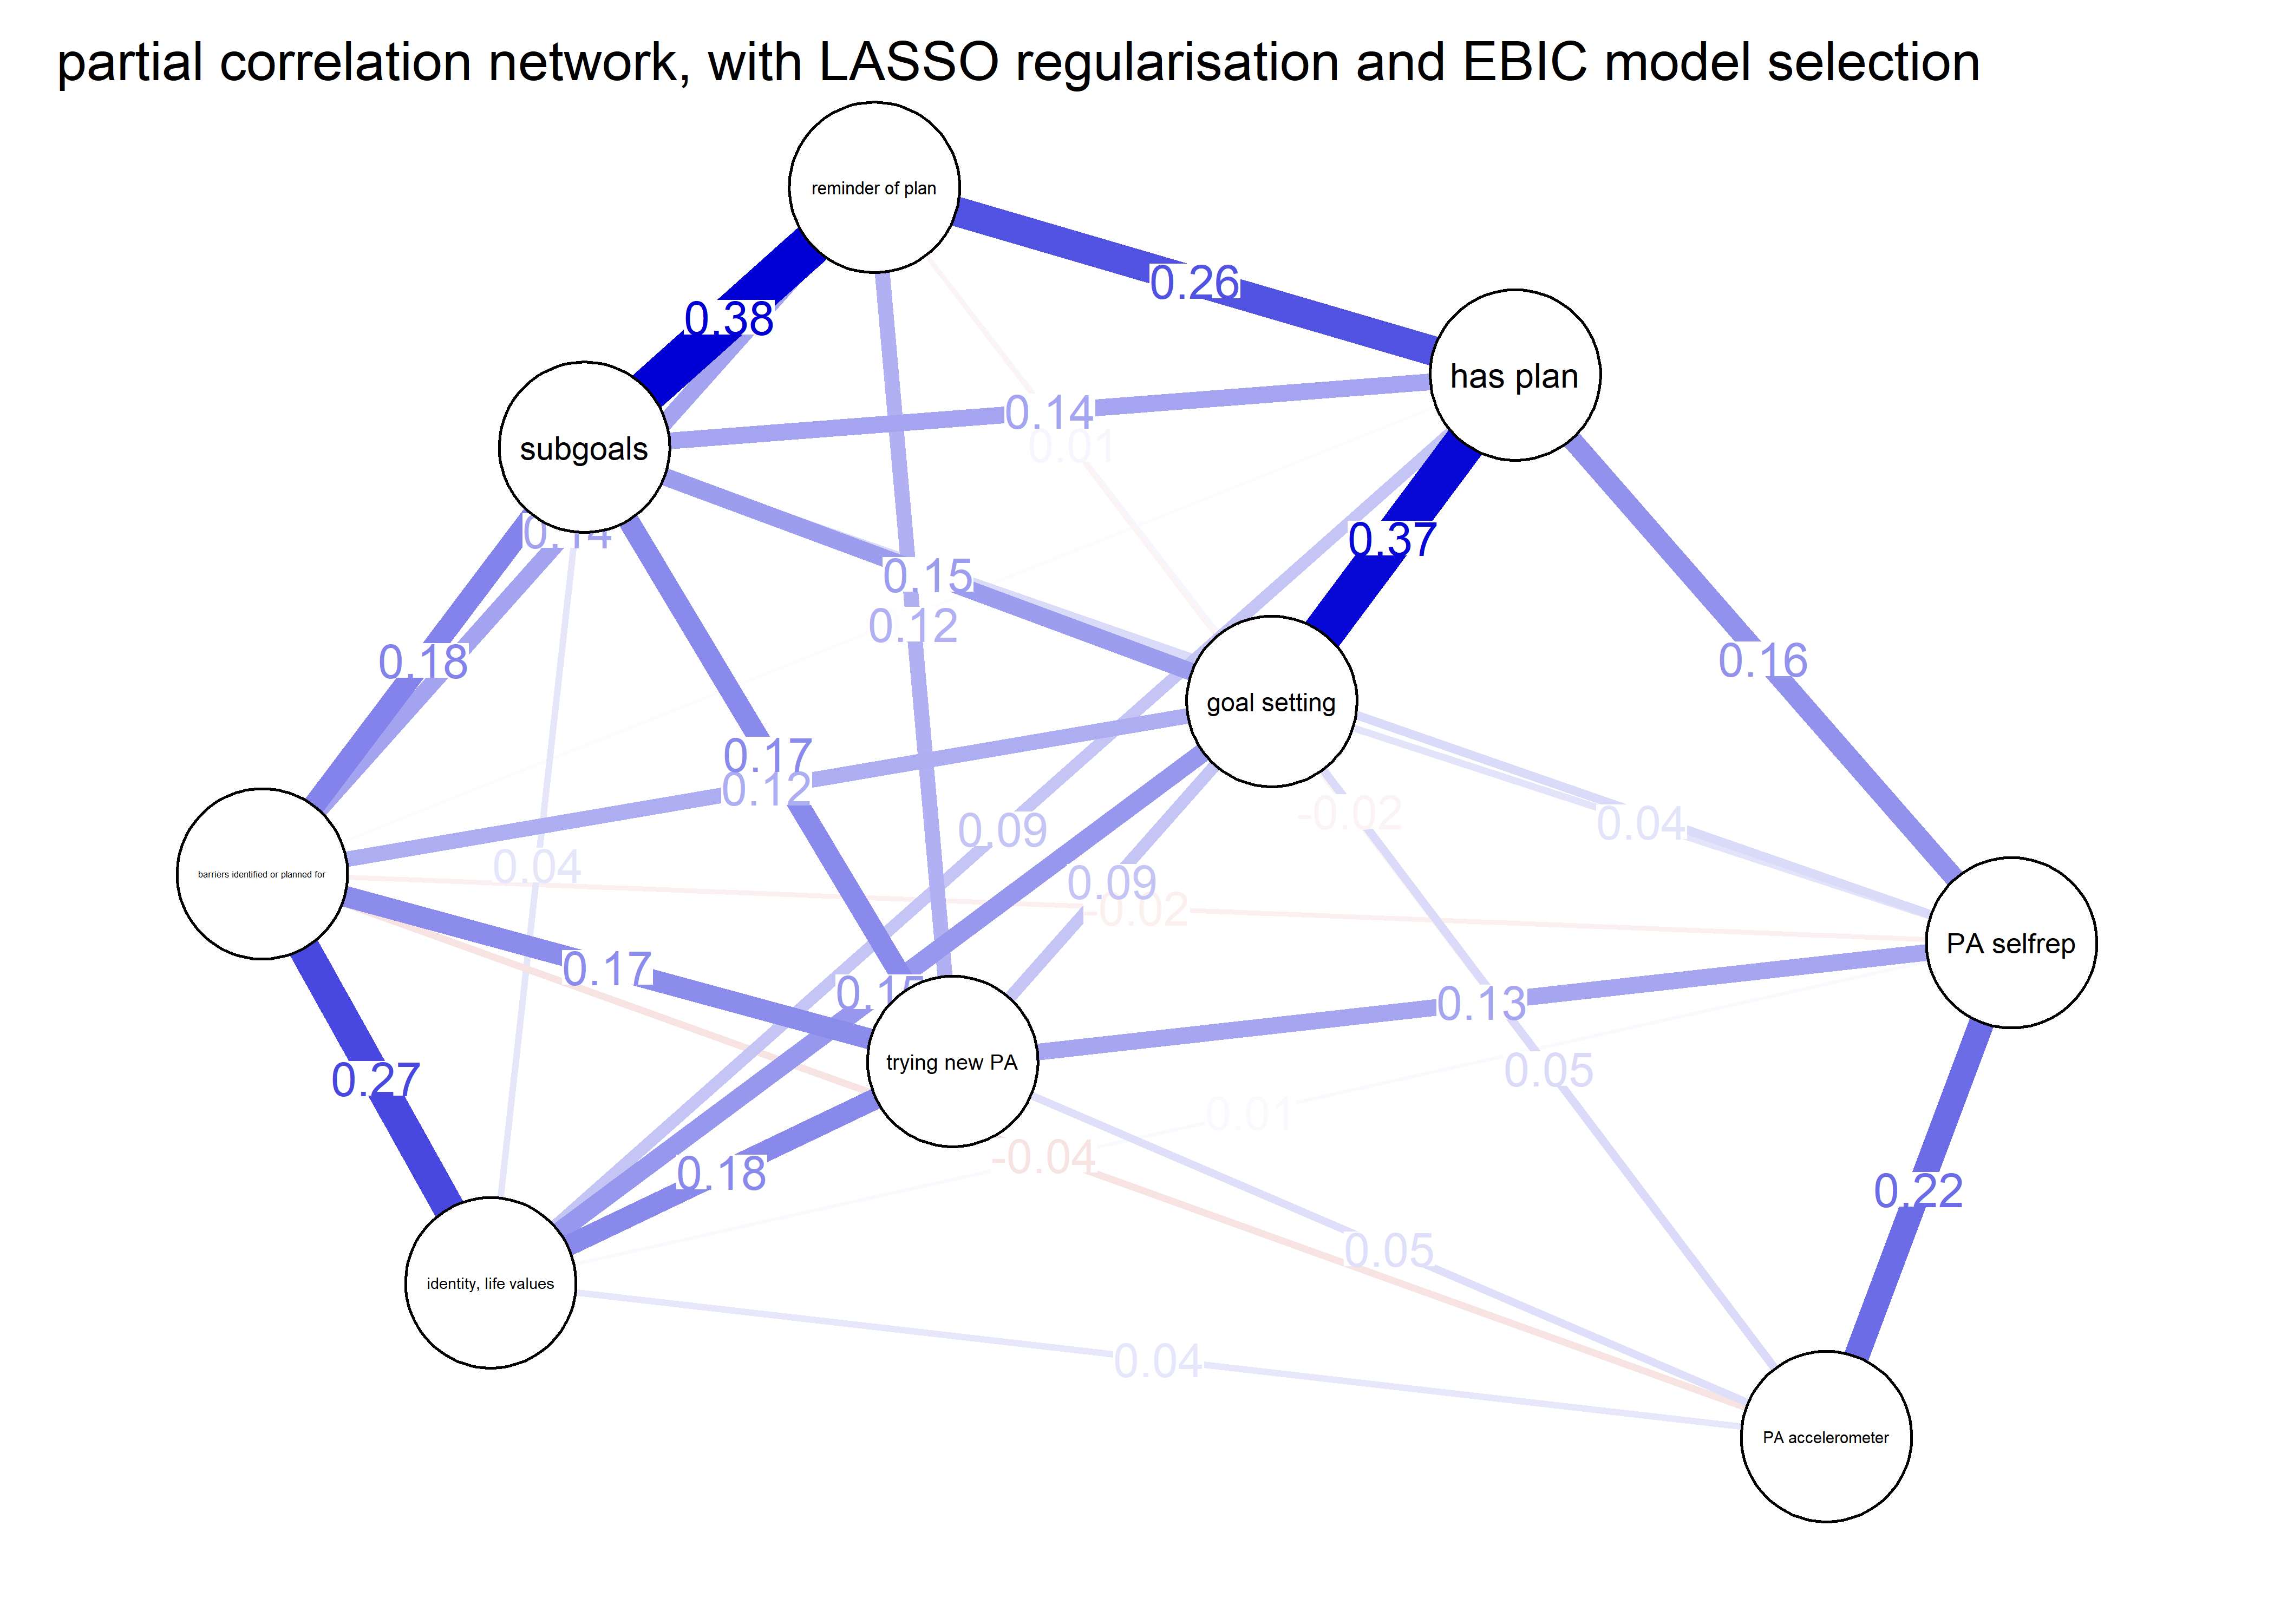 partial correlation network, with LASSO regularisation and EBIC model selection
reminder of plan
0.26
0.38
has plan
0.14
0.01
subgoals
0.14
0.37
0.15
0.12
0.18
0.16
goal setting
0.17
0.12
-0.02
0.04
0.09
0.04
barriers identified or planned for
0.09
-0.02
PA selfrep
0.17
0.15
0.13
trying new PA
0.05
0.27
0.01
-0.04
0.18
0.22
0.05
identity, life values
0.04
PA accelerometer